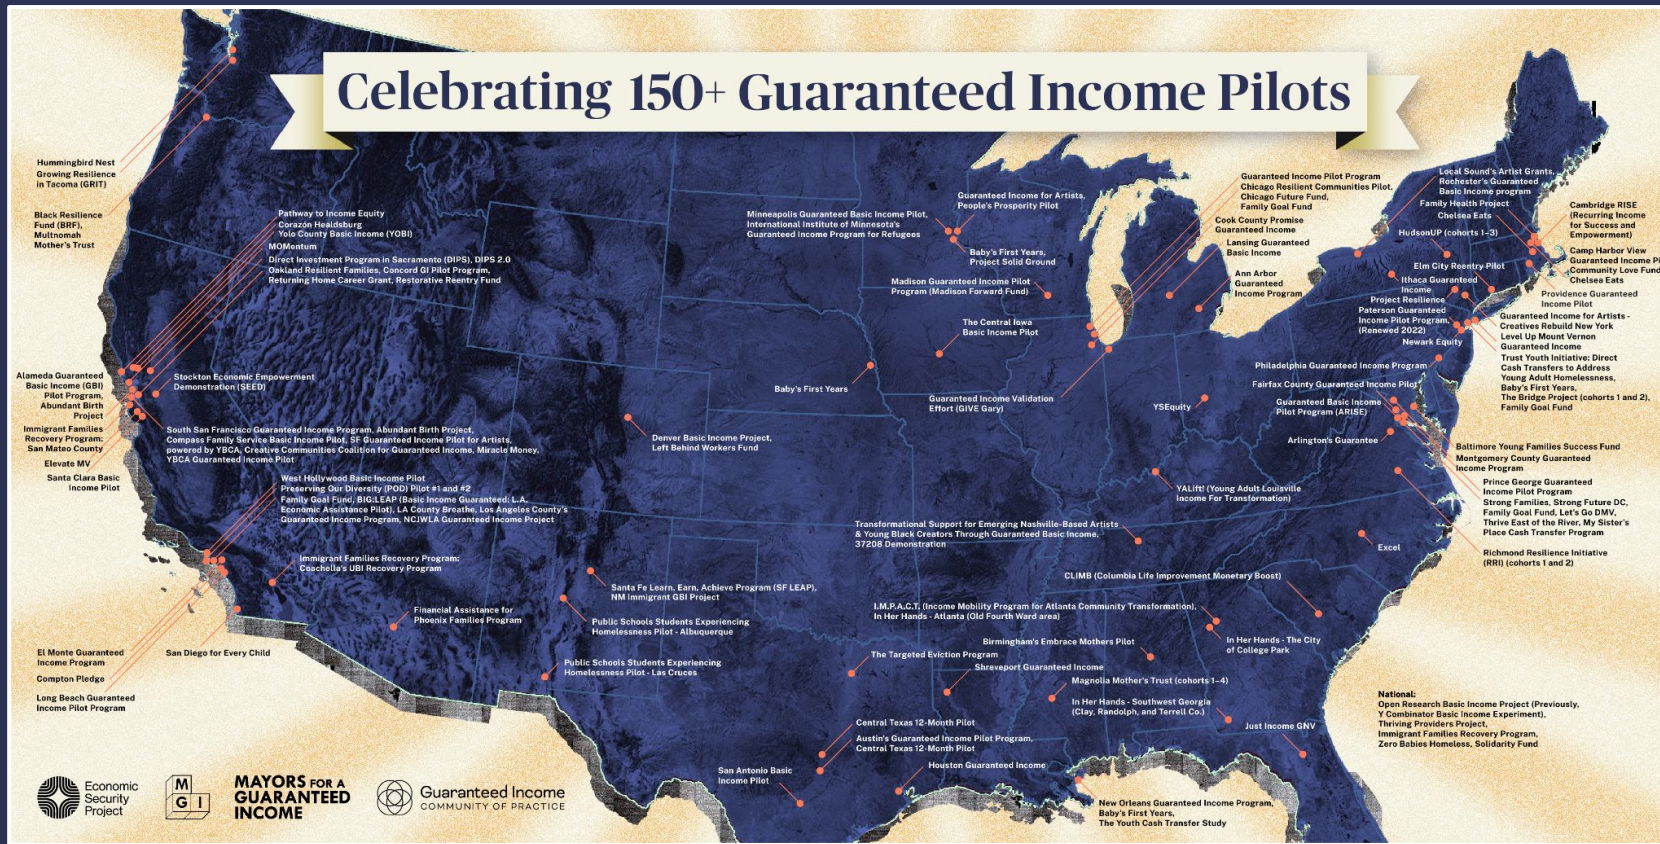 Celebrating 150+ Guaranteed Income Pilots
Hummingbird Nest
Growing Resilience
in Tacoma (GRIT)
Black Resilience
Fund (BRF),
Multnomah
Mother's Trust
Pathway to Income Equity
Corazón Healdsburg
Yolo County Basic Income (YOBI)
MOMentum
Direct Investment Program in Sacramento (DIPS), DIPS 2.0
Oakland Resilient Families, Concord GI Pilot Program,
Returning Home Career Grant, Restorative Reentry Fund
Alameda Guaranteed
Basic Income (GBI)
Pilot Program,
Abundant Birth
Project
Immigrant Families
Recovery Program:
San Mateo County
Elevate MV
Santa Clara Basic
Income Pilot
Stockton Economic Empowerment
Demonstration (SEED)
South San Francisco Guaranteed Income Program, Abundant Birth Project,
Compass Family Service Basic Income Pilot, SF Guaranteed Income Pilot for Artists,
powered by YBCA, Creative Communities Coalition for Guaranteed Income, Miracle Money,
YBCA Guaranteed Income Pilot
West Hollywood Basic Income Pilot
Preserving Our Diversity (POD) Pilot #1 and #2
Family Goal Fund, BIG:LEAP (Basic Income Guaranteed: L.A.
Economic Assistance Pilot), LA County Breathe, Los Angeles County's
Guaranteed Income Program, NCJWLA Guaranteed Income Project
Immigrant Families Recovery Program:
Coachella's UBI Recovery Program
Financial Assistance for
Phoenix Families Program
El Monte Guaranteed
Income Program
Compton Pledge
Long Beach Guaranteed
Income Pilot Program
San Diego for Every Child
Denver Basic Income Project,
Left Behind Workers Fund
Santa Fe Learn, Earn, Achieve Program (SF LEAP),
NM Immigrant GBI Project
Public Schools Students Experiencing
Homelessness Pilot - Albuquerque
Public Schools Students Experiencing
Homelessness Pilot - Las Cruces
Minneapolis Guaranteed Basic Income Pilot,
International Institute of Minnesota's
Guaranteed Income Program for Refugees
Guaranteed Income for Artists,
People's Prosperity Pilot
Baby's First Years,
Project Solid Ground
Madison Guaranteed Income Pilot
Program (Madison Forward Fund)
The Central Iowa
Basic Income Pilot
Baby's First Years
Guaranteed Income Validation
Effort (GIVE Gary)
Guaranteed Income Pilot Program
Chicago Resilient Communities Pilot,
Chicago Future Fund,
Family Goal Fund
Cook County Promise
Guaranteed Income
Lansing Guaranteed
Basic Income
Ann Arbor
Guaranteed
Income Program
YSEquity
YALift! (Young Adult Louisville
Income For Transformation)
Transformational Support for Emerging Nashville-Based Artists
& Young Black Creators Through Guaranteed Basic Income,
37208 Demonstration
CLIMB (Columbia Life Improvement Monetary Boost)
I.M.P.A.C.T. (Income Mobility Program for Atlanta Community Transformation),
In Her Hands - Atlanta (Old Fourth Ward area)
In Her Hands - The City
of College Park
Birmingham's Embrace Mothers Pilot
The Targeted Eviction Program
Shreveport Guaranteed Income
Magnolia Mother's Trust (cohorts 1–4)
In Her Hands - Southwest Georgia
(Clay, Randolph, and Terrell Co.)
Just Income GNV
Central Texas 12-Month Pilot
Austin's Guaranteed Income Pilot Program,
Central Texas 12-Month Pilot
San Antonio Basic
Income Pilot
Houston Guaranteed Income
New Orleans Guaranteed Income Program,
Baby's First Years,
The Youth Cash Transfer Study
Local Sound's Artist Grants,
Rochester's Guaranteed
Basic Income program
Family Health Project
Chelsea Eats
HudsonUP (cohorts 1–3)
Elm City Reentry Pilot
Ithaca Guaranteed
Income
Project Resilience
Paterson Guaranteed
Income Pilot Program,
(Renewed 2022)
Newark Equity
Philadelphia Guaranteed Income Program
Fairfax County Guaranteed Income Pilot
Guaranteed Basic Income
Pilot Program (ARISE)
Arlington's Guarantee
Excel
Cambridge RISE
(Recurring Income
for Success and
Empowerment)
Camp Harbor View
Guaranteed Income
Community Love Fund
Chelsea Eats
Providence Guaranteed
Income Pilot
Guaranteed Income for Artists -
Creatives Rebuild New York
Level Up Mount Vernon
Guaranteed Income
Trust Youth Initiative: Direct
Cash Transfers to Address
Young Adult Homelessness,
Baby's First Years,
The Bridge Project (cohorts 1 and 2),
Family Goal Fund
Baltimore Young Families Success Fund
Montgomery County Guaranteed
Income Program
Prince George Guaranteed
Income Pilot Program
Strong Families, Strong Future DC,
Family Goal Fund, Let's Go DMV,
Thrive East of the River, My Sister's
Place Cash Transfer Program
Richmond Resilience Initiative
(RRI) (cohorts 1 and 2)
National:
Open Research Basic Income Project (Previously,
Y Combinator Basic Income Experiment),
Thriving Providers Project,
Immigrant Families Recovery Program,
Zero Babies Homeless, Solidarity Fund
Economic
Security
Project
M
G I
MAYORS FOR A
GUARANTEED
INCOME
Guaranteed Income
COMMUNITY OF PRACTICE